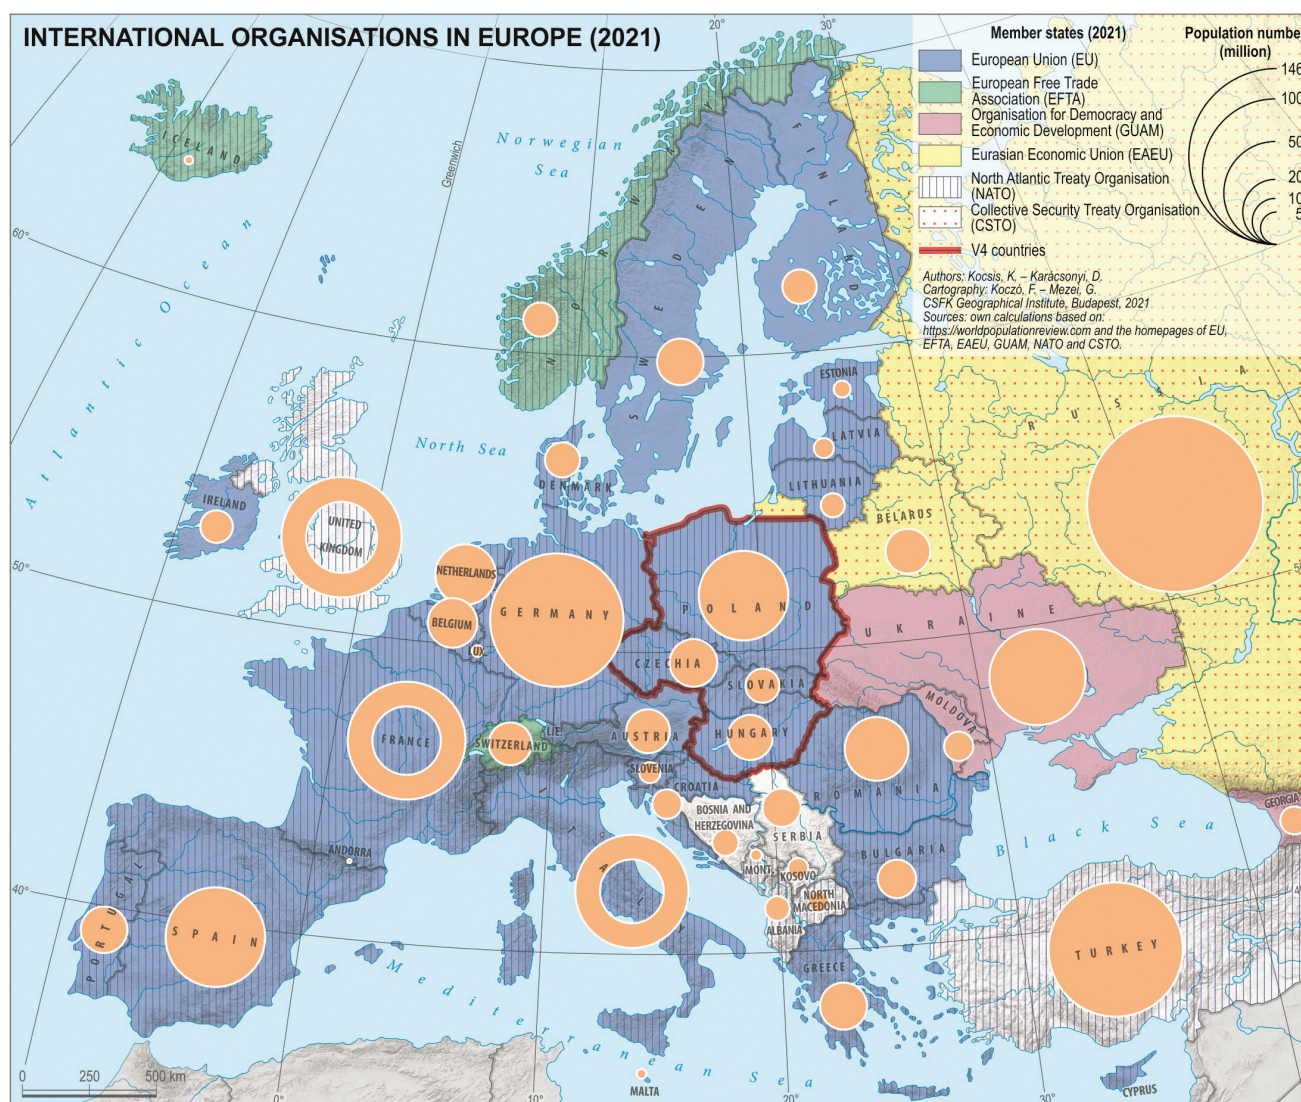 INTERNATIONAL ORGANISATIONS IN EUROPE (2021)
20°
30°
Member states (2021)
European Union (EU)
European Free Trade
Association (EFTA)
Organisation for Democracy and
Economic Development (GUAM)
Eurasian Economic Union (EAEU)
North Atlantic Treaty Organisation
(NATO)
Collective Security Treaty Organisation
(CSTO)
V4 countries
Population number
(million)
146
100
50
20
10
5
Authors: Kocsis, K. – Karácsonyi, D.
Cartography: Koczó, F. – Mezei, G.
CSFK Geographical Institute, Budapest, 2021
Sources: own calculations based on:
https://worldpopulationreview.com and the homepages of EU,
EFTA, EAEU, GUAM, NATO and CSTO.
ICELAND
Norwegian
Sea
Greenwich
NORWAY
SWEDEN
FINLAND
RUSSIA
60°
Atlantic Ocean
North Sea
ESTONIA
LATVIA
LITHUANIA
DENMARK
IRELAND
UNITED
KINGDOM
BELARUS
50°
NETHERLANDS
BELGIUM
LUX.
GERMANY
POLAND
UKRAINE
CZECHIA
SLOVAKIA
MOLDOVA
FRANCE
SWITZERLAND
LIE.
AUSTRIA
HUNGARY
SLOVENIA
CROATIA
ROMANIA
BOSNIA AND
HERZEGOVINA
SERBIA
GEORGIA
Black Sea
ANDORRA
ITALY
MONT.
KOSOVO
BULGARIA
40°
PORTUGAL
SPAIN
NORTH
MACEDONIA
ALBANIA
GREECE
TURKEY
Mediterranean Sea
MALTA
CYPRUS
0
250
500 km
0°
10°
20°
30°